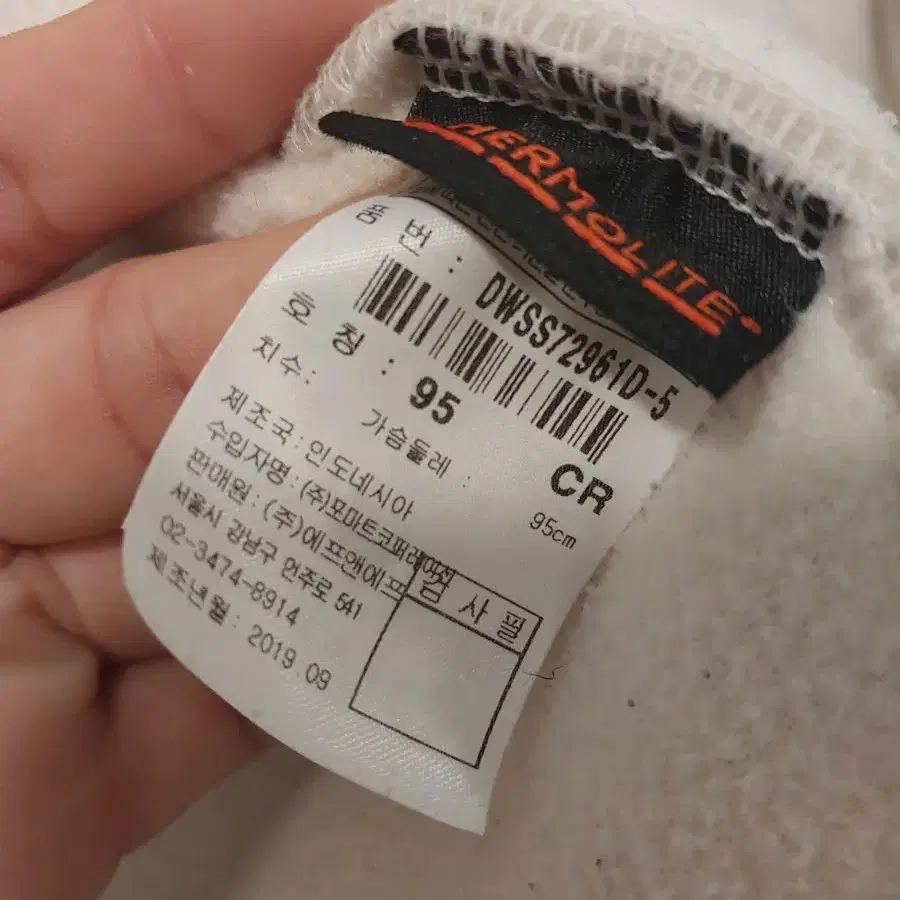 THERMOLITE
품 번 : DWSS72961D-5
호 칭 : 95 CR
치수: 가슴둘레 95cm
제조국 : 인도네시아
수입자명 : (주)포마트코퍼레이션
판매원 : (주)에프앤에프
서울시 강남구 언주로 541
02-3474-8914
제조년월 : 2019 09
검 사 필